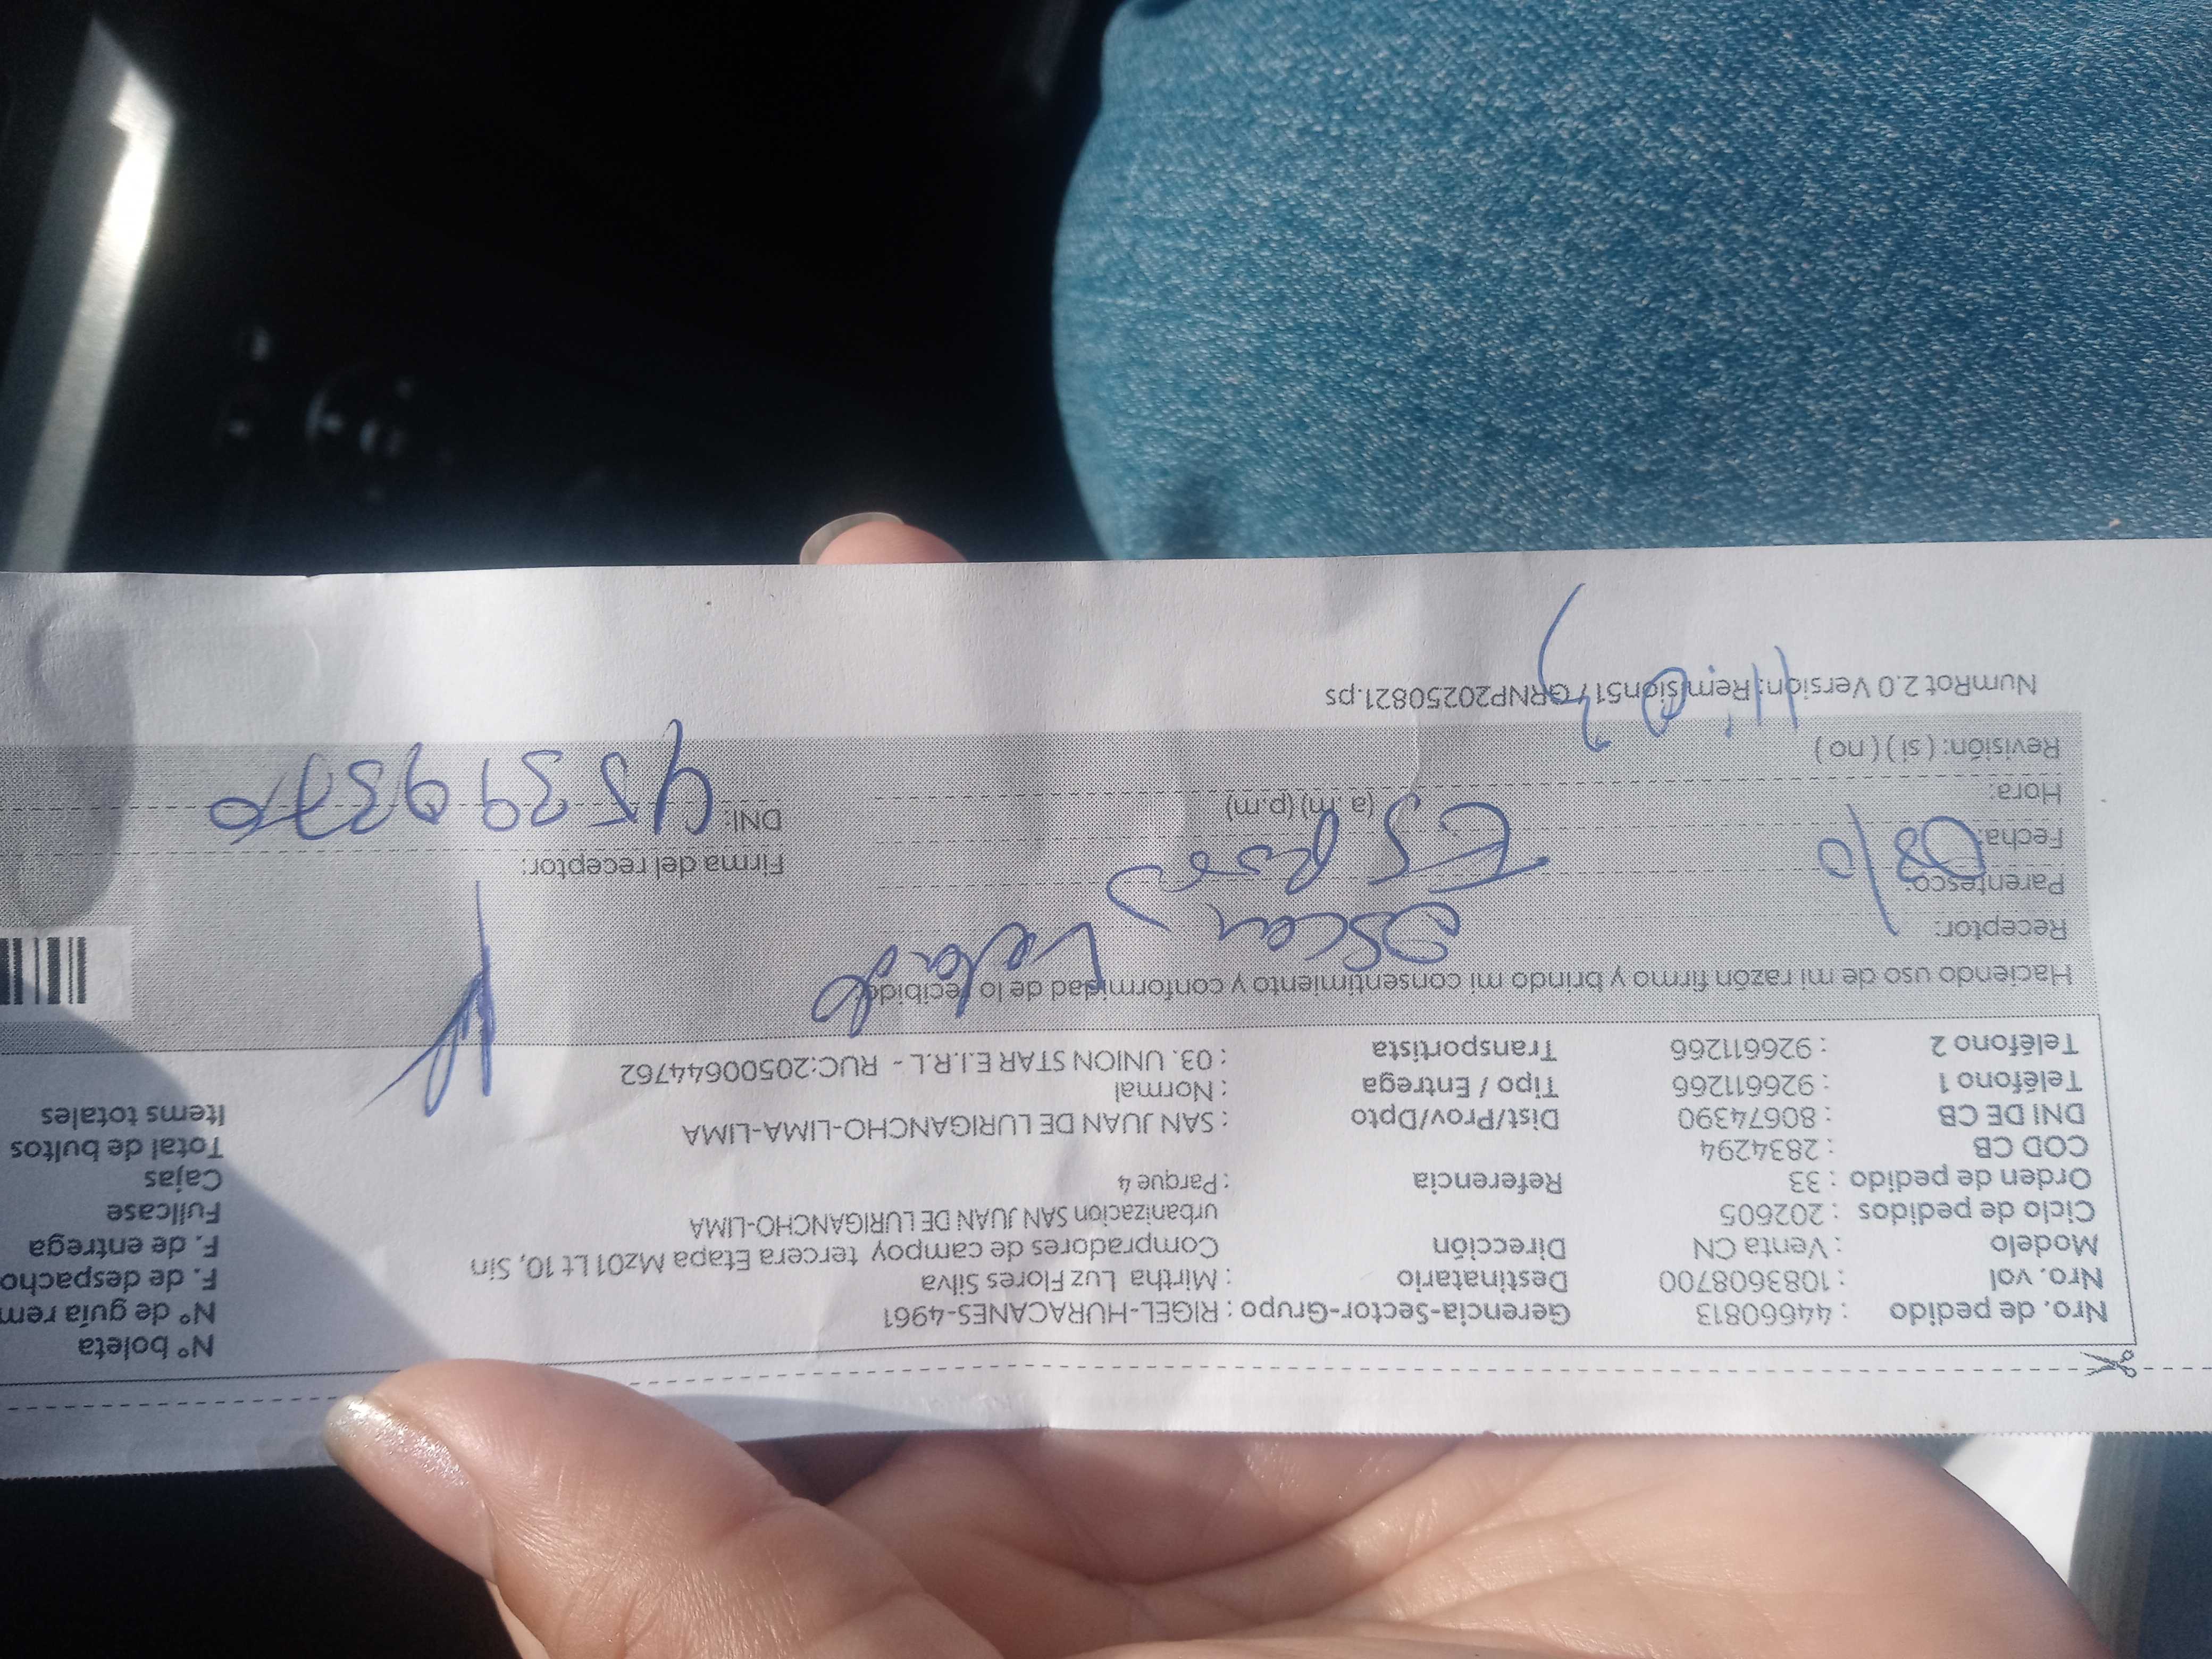 Nº boleta
Nro. de pedido : 44660813 Gerencia-Sector-Grupo : RIGEL-HURACANES-4961 Nº de guía rem
Nro. vol : 1083608700 Destinatario : Mirtha Luz Flores Silva F. de despacho
Modelo : Venta CN Dirección Compradores de campoy tercera Etapa Mz01 Lt 10, Sin F. de entrega
Ciclo de pedidos : 202605 urbanizacion SAN JUAN DE LURIGANCHO-LIMA Fullcase
Orden de pedido : 33 Referencia : Parque 4 Cajas
COD CB : 2834294 Total de bultos
DNI DE CB : 80674390 Dist/Prov/Dpto : SAN JUAN DE LURIGANCHO-LIMA-LIMA Items totales
Teléfono 1 : 926611266 Tipo / Entrega : Normal
Teléfono 2 : 926611266 Transportista : 03. UNION STAR E.I.R.L - RUC:20500644762
Haciendo uso de mi razón firmo y brindo mi consentimiento y conformidad de lo recibido
Receptor: Oscar
Parentesco: Esposo Firma del receptor:
Fecha: 03/0
Hora: (a.m) (p.m) DNI:
Revisión: ( si ) ( no )
NumRot 2.0 Version: Remision517GRNP20250821.ps